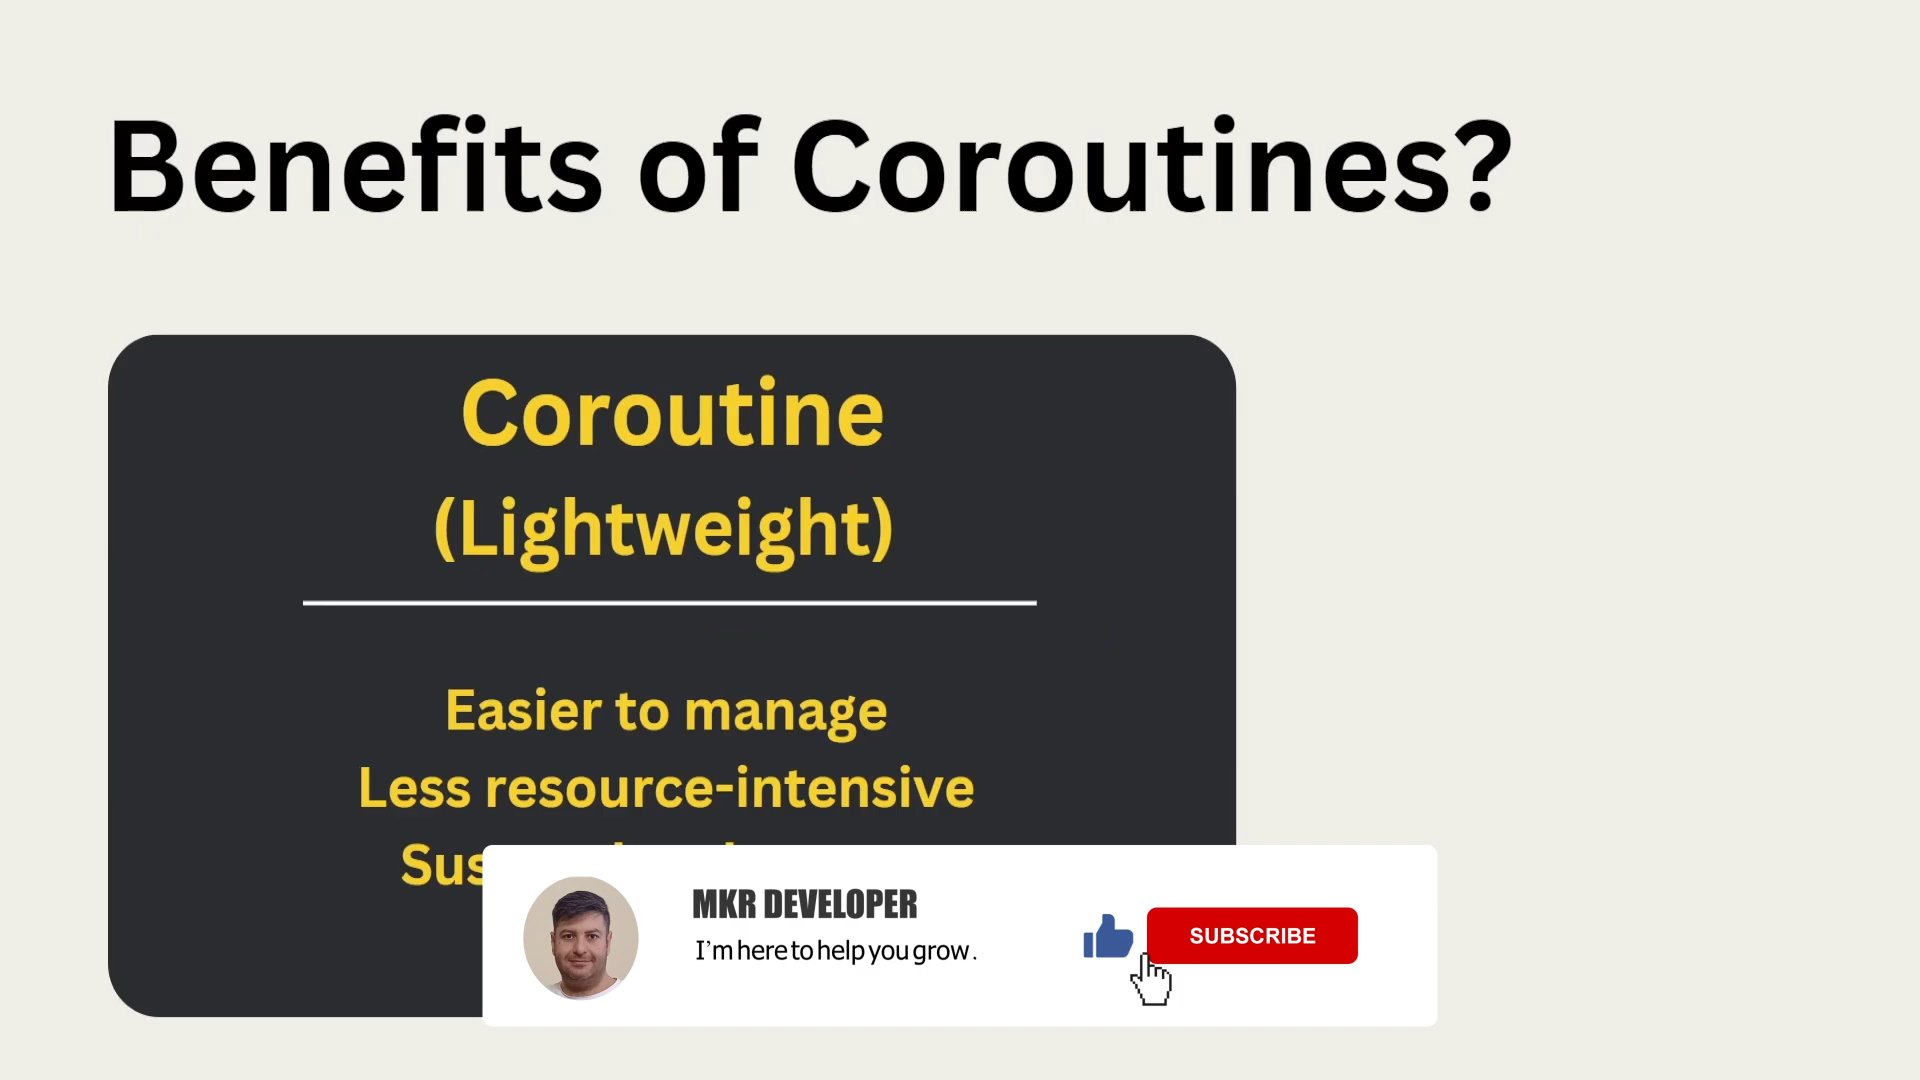 Benefits of Coroutines?
Coroutine
(Lightweight)
Easier to manage
Less resource-intensive
MKR DEVELOPER
I'm here to help you grow.
SUBSCRIBE